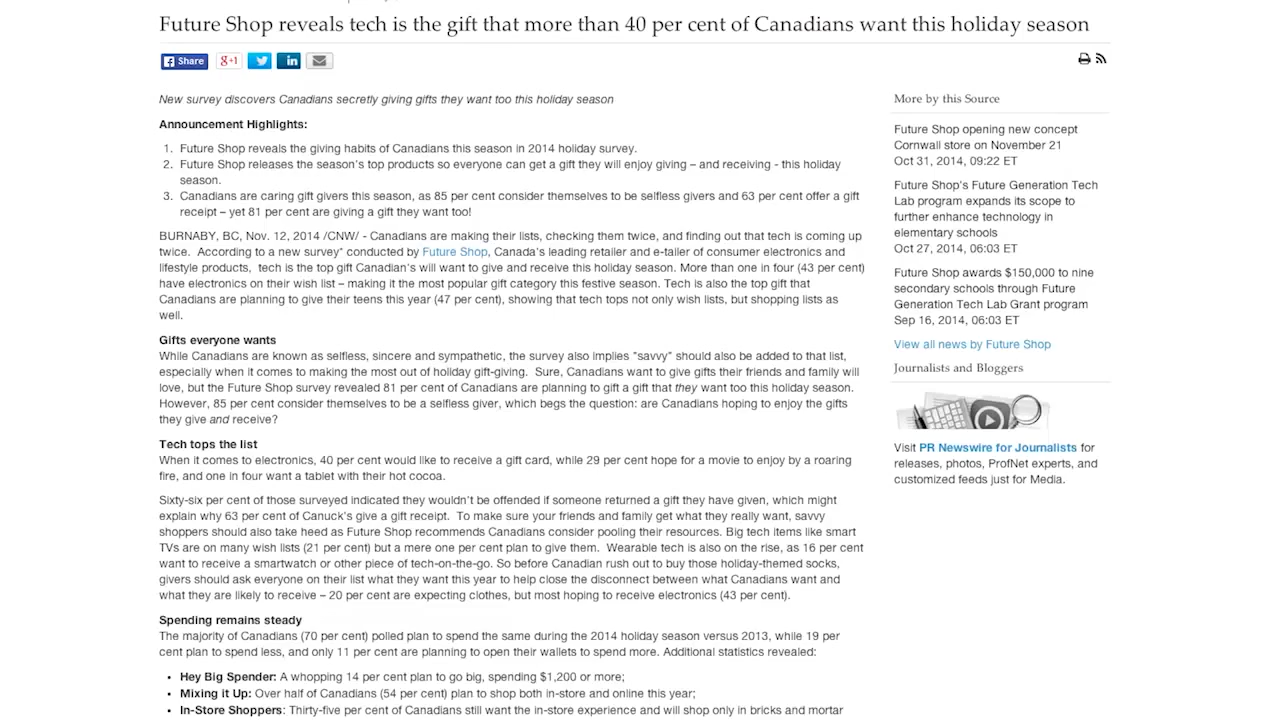 Future Shop reveals tech is the gift that more than 40 per cent of Canadians want this holiday season
Share
g+1
in
New survey discovers Canadians secretly giving gifts they want too this holiday season
Announcement Highlights:
1. Future Shop reveals the giving habits of Canadians this season in 2014 holiday survey.
2. Future Shop releases the season's top products so everyone can get a gift they will enjoy giving – and receiving - this holiday
season.
3. Canadians are caring gift givers this season, as 85 per cent consider themselves to be selfless givers and 63 per cent offer a gift
receipt – yet 81 per cent are giving a gift they want too!
BURNABY, BC, Nov. 12, 2014 /CNW/ - Canadians are making their lists, checking them twice, and finding out that tech is coming up
twice. According to a new survey* conducted by Future Shop, Canada's leading retailer and e-tailer of consumer electronics and
lifestyle products, tech is the top gift Canadian's will want to give and receive this holiday season. More than one in four (43 per cent)
have electronics on their wish list – making it the most popular gift category this festive season. Tech is also the top gift that
Canadians are planning to give their teens this year (47 per cent), showing that tech tops not only wish lists, but shopping lists as
well.
Gifts everyone wants
While Canadians are known as selfless, sincere and sympathetic, the survey also implies "savvy" should also be added to that list,
especially when it comes to making the most out of holiday gift-giving. Sure, Canadians want to give gifts their friends and family will
love, but the Future Shop survey revealed 81 per cent of Canadians are planning to gift a gift that they want too this holiday season.
However, 85 per cent consider themselves to be a selfless giver, which begs the question: are Canadians hoping to enjoy the gifts
they give and receive?
Tech tops the list
When it comes to electronics, 40 per cent would like to receive a gift card, while 29 per cent hope for a movie to enjoy by a roaring
fire, and one in four want a tablet with their hot cocoa.
Sixty-six per cent of those surveyed indicated they wouldn't be offended if someone returned a gift they have given, which might
explain why 63 per cent of Canuck's give a gift receipt. To make sure your friends and family get what they really want, savvy
shoppers should also take heed as Future Shop recommends Canadians consider pooling their resources. Big tech items like smart
TVs are on many wish lists (21 per cent) but a mere one per cent plan to give them. Wearable tech is also on the rise, as 16 per cent
want to receive a smartwatch or other piece of tech-on-the-go. So before Canadian rush out to buy those holiday-themed socks,
givers should ask everyone on their list what they want this year to help close the disconnect between what Canadians want and
what they are likely to receive – 20 per cent are expecting clothes, but most hoping to receive electronics (43 per cent).
Spending remains steady
The majority of Canadians (70 per cent) polled plan to spend the same during the 2014 holiday season versus 2013, while 19 per
cent plan to spend less, and only 11 per cent are planning to open their wallets to spend more. Additional statistics revealed:
• Hey Big Spender: A whopping 14 per cent plan to go big, spending $1,200 or more;
• Mixing it Up: Over half of Canadians (54 per cent) plan to shop both in-store and online this year;
• In-Store Shoppers: Thirty-five per cent of Canadians still want the in-store experience and will shop only in bricks and mortar
More by this Source
Future Shop opening new concept
Cornwall store on November 21
Oct 31, 2014, 09:22 ET
Future Shop's Future Generation Tech
Lab program expands its scope to
further enhance technology in
elementary schools
Oct 27, 2014, 06:03 ET
Future Shop awards $150,000 to nine
secondary schools through Future
Generation Tech Lab Grant program
Sep 16, 2014, 06:03 ET
View all news by Future Shop
Journalists and Bloggers
Visit PR Newswire for Journalists for
releases, photos, ProfNet experts, and
customized feeds just for Media.